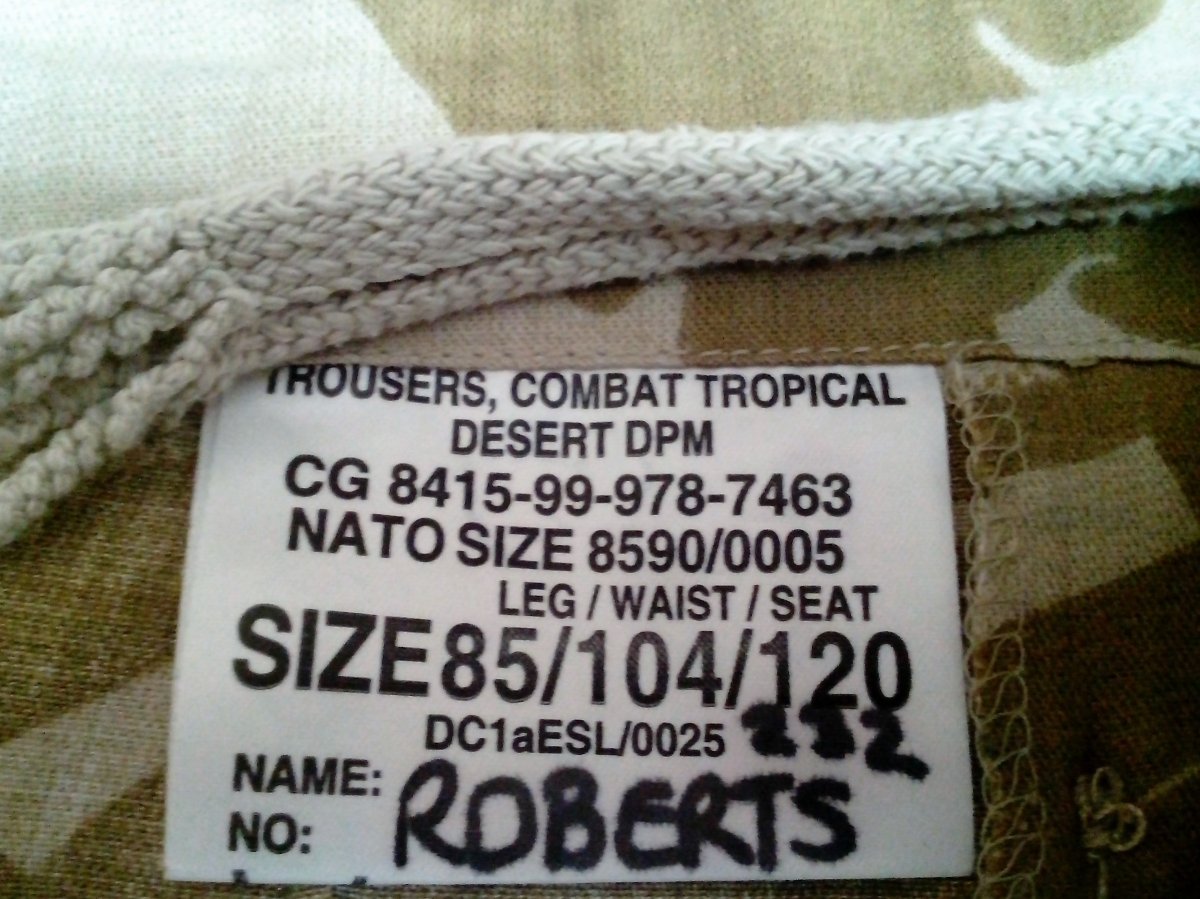 TROUSERS, COMBAT TROPICAL
DESERT DPM
CG 8415-99-978-7463
NATO SIZE 8590/0005
LEG / WAIST / SEAT
SIZE 85/104/120
DC1aESL/0025 232
NAME: ROBERTS
NO: